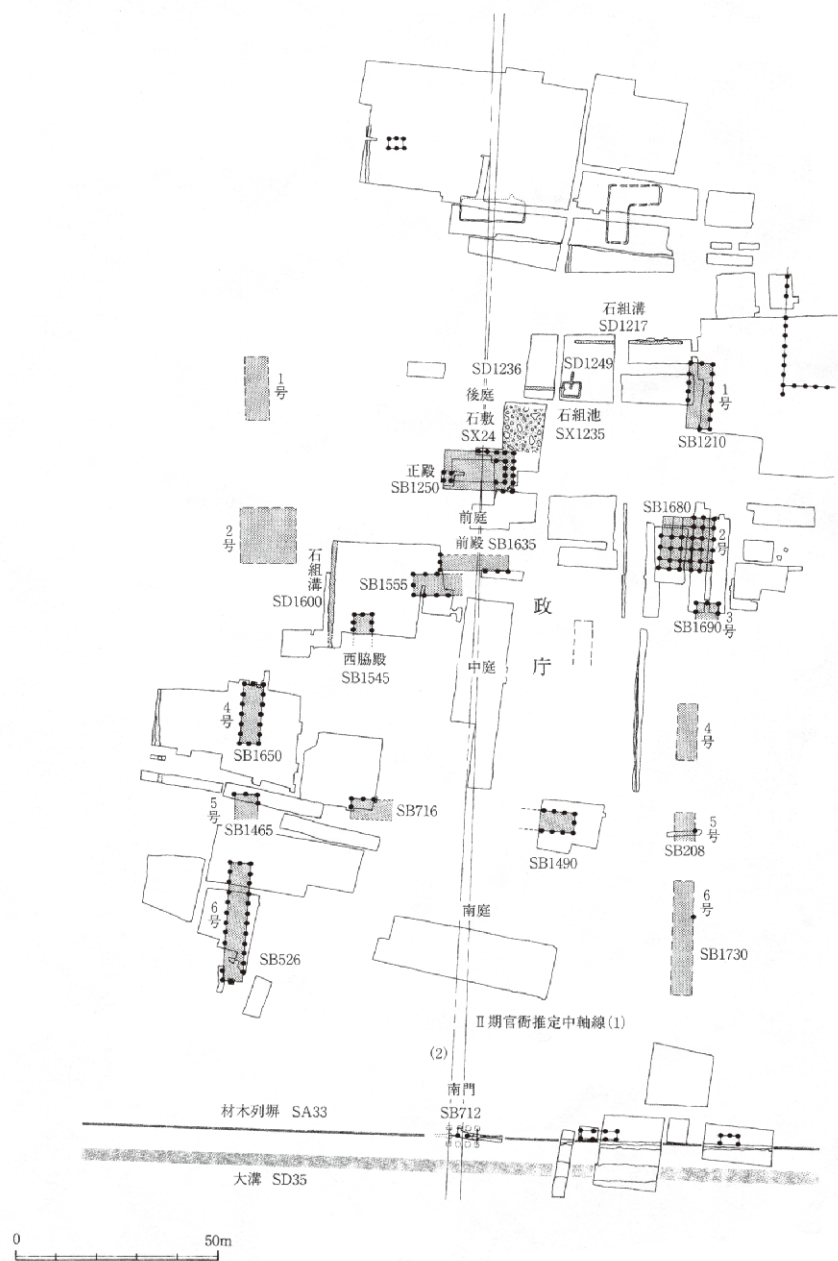 石組溝
SD1217
SD1236
SD1249
後庭
石敷
SX24
石組池
SX1235
1号
1号
SB1210
正殿
SB1250
前庭
前殿 SB1635
SB1680
2号
2号
石組溝
SD1600
SB1555
政庁
SB1690
3号
西脇殿
SB1545
中庭
4号
SB1650
4号
5号
SB1465
SB716
SB1490
5号
SB208
6号
SB526
南庭
6号
SB1730
Ⅱ期官衙推定中軸線(1)
(2)
南門
SB712
材木列塀 SA33
大溝 SD35
0
50m